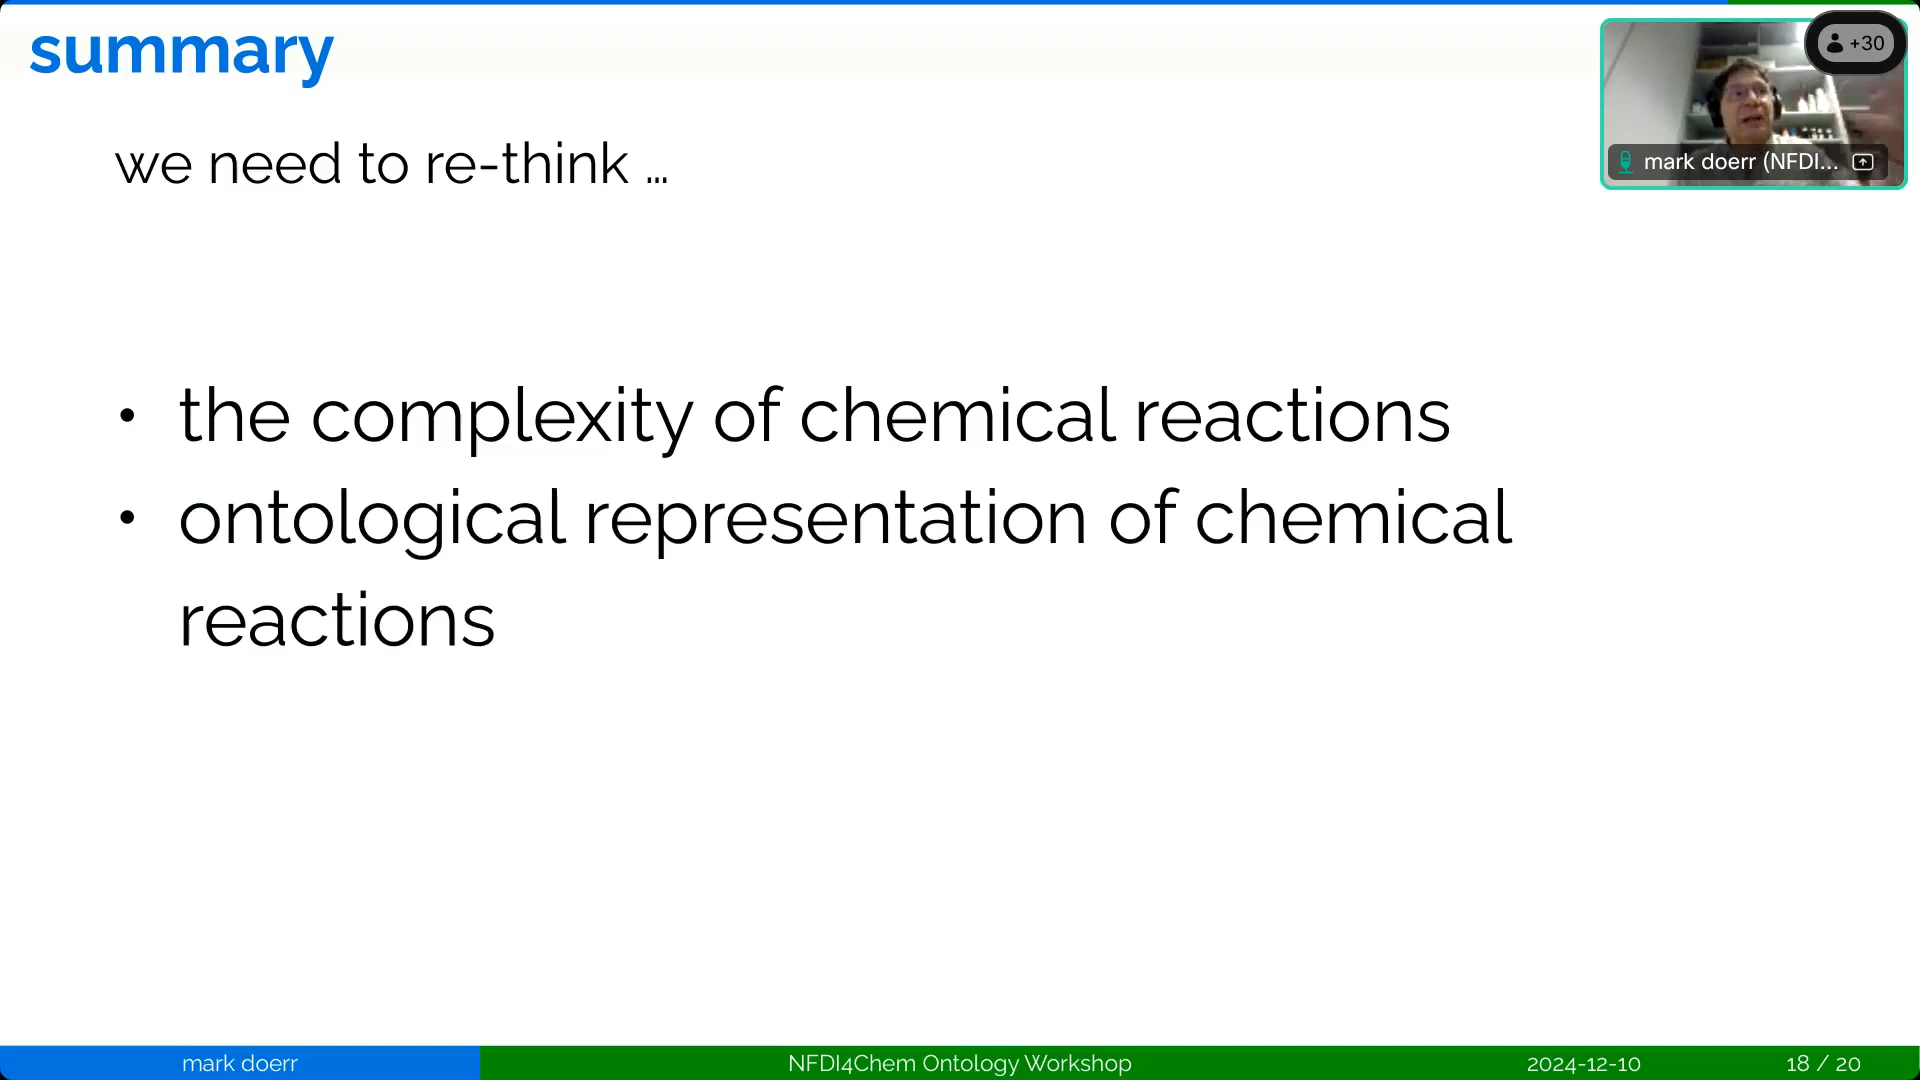 summary
+30
mark doerr (NFDI...
we need to re-think ...
• the complexity of chemical reactions
• ontological representation of chemical
reactions
mark doerr
NFDI4Chem Ontology Workshop
2024-12-10
18 / 20